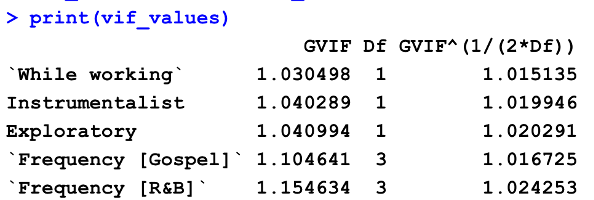 > print(vif_values)
GVIF Df GVIF^(1/(2*Df))
`While working` 1.030498 1 1.015135
Instrumentalist 1.040289 1 1.019946
Exploratory 1.040994 1 1.020291
`Frequency [Gospel]` 1.104641 3 1.016725
`Frequency [R&B]` 1.154634 3 1.024253